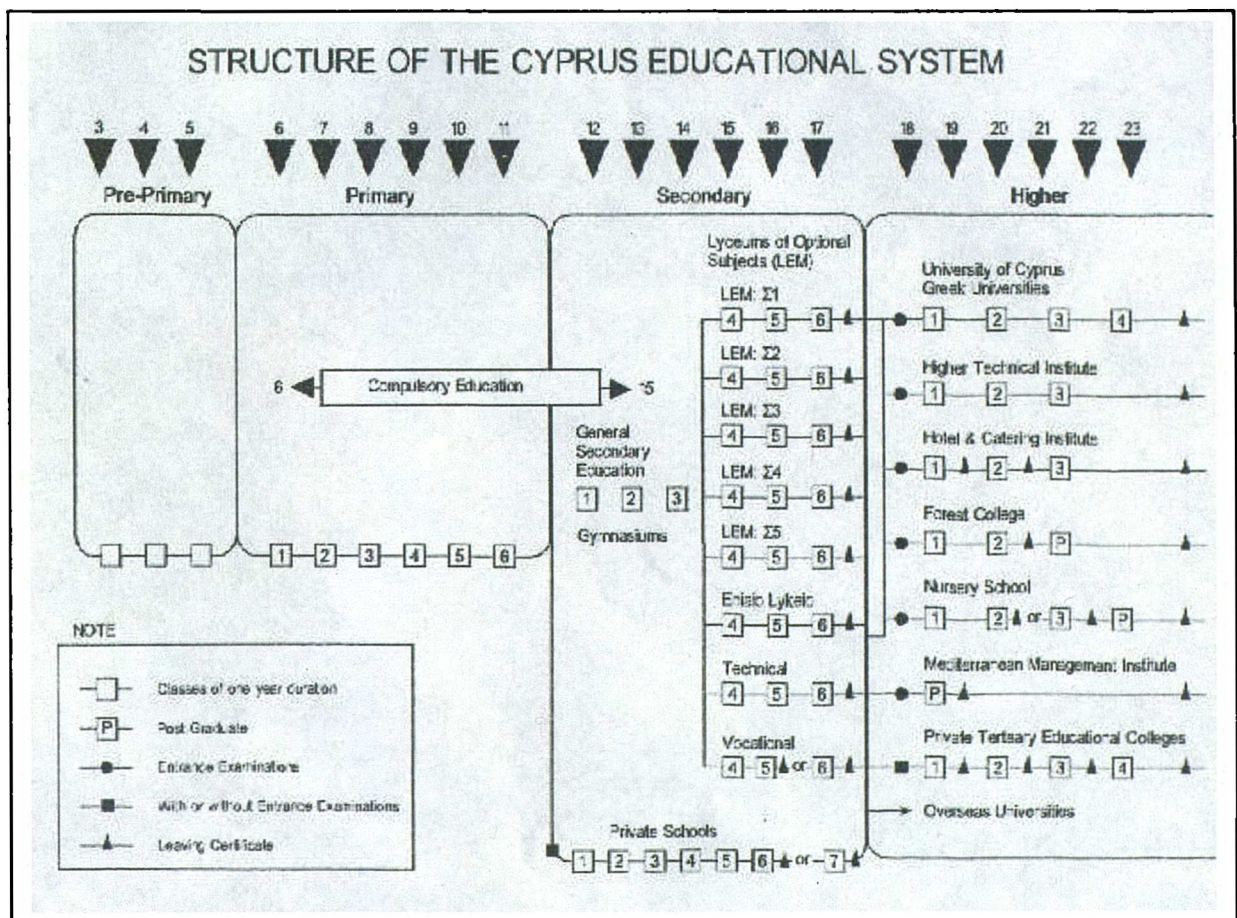 STRUCTURE OF THE CYPRUS EDUCATIONAL SYSTEM
3 4 5 6 7 8 9 10 11 12 13 14 15 16 17 18 19 20 21 22 23
Pre-Primary Primary Secondary Higher
Lyceums of Optional
Subjects (LEM)
LEM: Σ1
4 5 6
LEM: Σ2
4 5 6
LEM: Σ3
4 5 6
LEM: Σ4
4 5 6
LEM: Σ5
4 5 6
Eniaio Lykeio
4 5 6
Technical
4 5 6
Vocational
4 5 or 6
6 Compulsory Education 15
General
Secondary
Education
1 2 3
Gymnasiums
1 2 3 4 5 6
University of Cyprus
Greek Universities
1 2 3 4
Higher Technical Institute
1 2 3
Hotel & Catering Institute
1 2 3
Forest College
1 2 P
Nursery School
1 2 or 3 P
Mediterranean Management Institute
P
Private Tertiary Educational Colleges
1 2 3 4
Overseas Universities
Private Schools
1 2 3 4 5 6 or 7
NOTE
Classes of one year duration
P Post Graduate
Entrance Examinations
With or without Entrance Examinations
Leaving Certificate